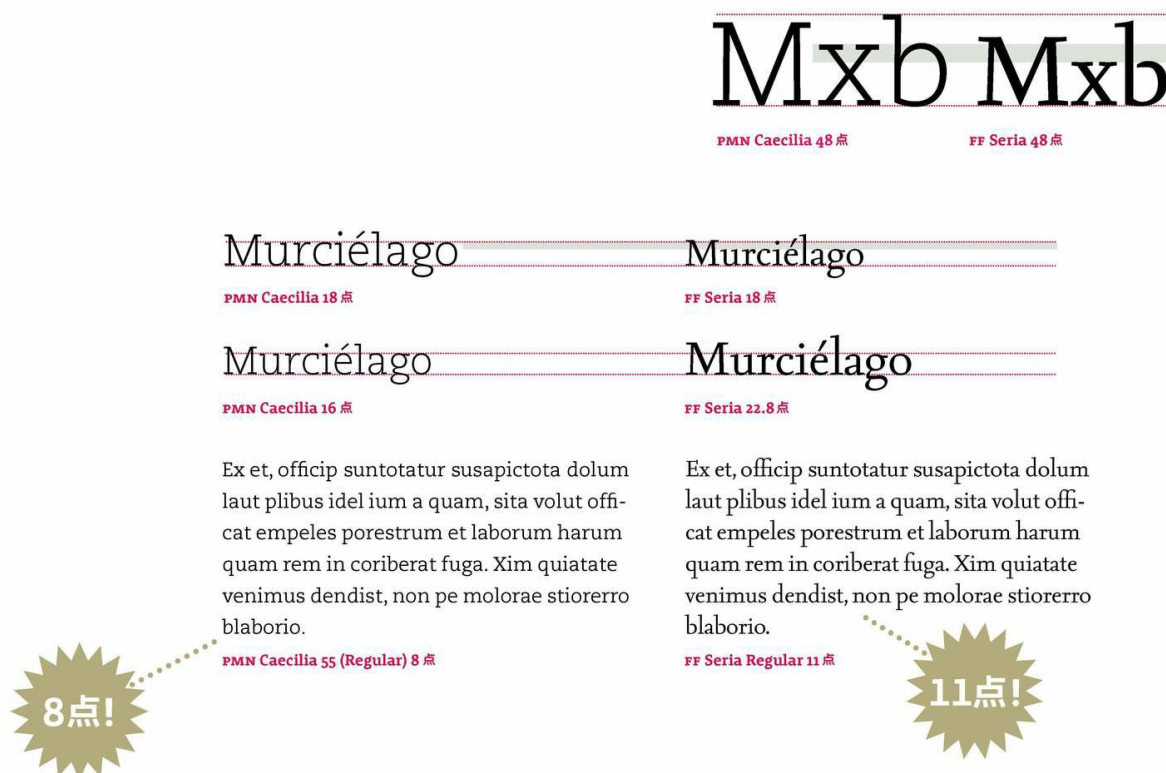 Mxb Mxb
PMN Caecilia 48点 FF Seria 48点
Murciélago Murciélago
PMN Caecilia 18点 FF Seria 18点
Murciélago Murciélago
PMN Caecilia 16点 FF Seria 22.8点
Ex et, officip suntotatur susapictota dolum
laut plibus idel ium a quam, sita volut offi-
cat empeles porestrum et laborum harum
quam rem in coriberat fuga. Xim quiatate
venimus dendist, non pe molorae stiorerro
blaborio.
PMN Caecilia 55 (Regular) 8点
8点!
Ex et, officip suntotatur susapictota dolum
laut plibus idel ium a quam, sita volut offi-
cat empeles porestrum et laborum harum
quam rem in coriberat fuga. Xim quiatate
venimus dendist, non pe molorae stiorerro
blaborio.
FF Seria Regular 11点
11点!